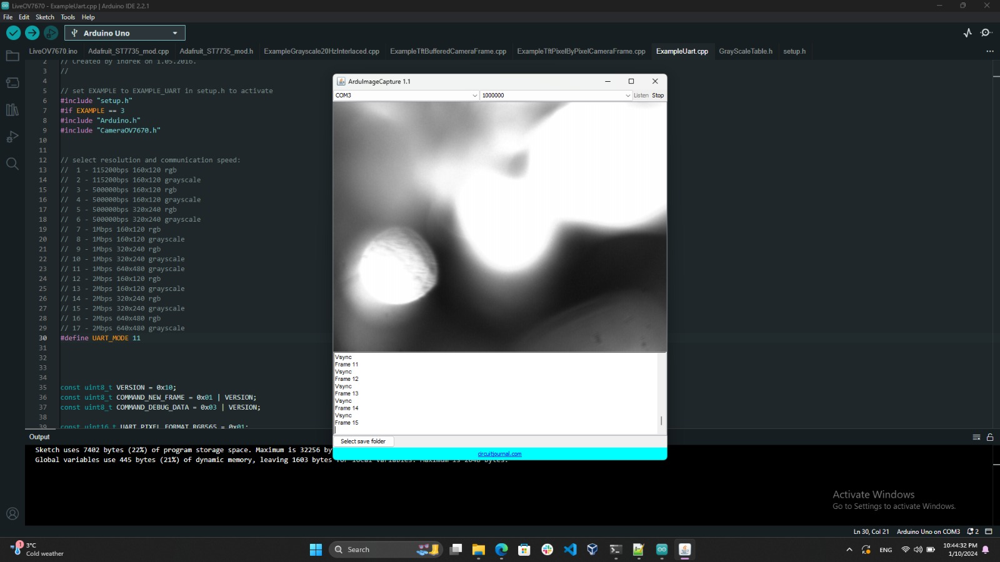 LiveOV7670 - ExampleUart.cpp | Arduino IDE 2.2.1
File Edit Sketch Tools Help
Arduino Uno
LiveOV7670.ino Adafruit_ST7735_mod.cpp Adafruit_ST7735_mod.h ExampleGrayscale20HzInterlaced.cpp ExampleTftBufferedCameraFrame.cpp ExampleTftPixelByPixelCameraFrame.cpp ExampleUart.cpp GrayScaleTable.h setup.h
2 // Created by indrek on 1.05.2016.
3 //
4
5 // set EXAMPLE to EXAMPLE_UART in setup.h to activate
6 #include "setup.h"
7 #if EXAMPLE == 3
8 #include "Arduino.h"
9 #include "CameraOV7670.h"
10
11
12 // select resolution and communication speed:
13 // 1 - 115200bps 160x120 rgb
14 // 2 - 115200bps 160x120 grayscale
15 // 3 - 500000bps 160x120 rgb
16 // 4 - 500000bps 160x120 grayscale
17 // 5 - 500000bps 320x240 rgb
18 // 6 - 500000bps 320x240 grayscale
19 // 7 - 1Mbps 160x120 rgb
20 // 8 - 1Mbps 160x120 grayscale
21 // 9 - 1Mbps 320x240 rgb
22 // 10 - 1Mbps 320x240 grayscale
23 // 11 - 1Mbps 640x480 grayscale
24 // 12 - 2Mbps 160x120 rgb
25 // 13 - 2Mbps 160x120 grayscale
26 // 14 - 2Mbps 320x240 rgb
27 // 15 - 2Mbps 320x240 grayscale
28 // 16 - 2Mbps 640x480 rgb
29 // 17 - 2Mbps 640x480 grayscale
30 #define UART_MODE 11
31
32
33
34
35 const uint8_t VERSION = 0x10;
36 const uint8_t COMMAND_NEW_FRAME = 0x01 | VERSION;
37 const uint8_t COMMAND_DEBUG_DATA = 0x03 | VERSION;
38
39 const uint16_t UART_PIXEL_FORMAT_RGB565 = 0x01;
ArduImageCapture 1.1
COM3 1000000 Listen Stop
Vsync
Frame 11
Vsync
Frame 12
Vsync
Frame 13
Vsync
Frame 14
Vsync
Frame 15
Select save folder
circuitjournal.com
Output
Sketch uses 7402 bytes (22%) of program storage space. Maximum is 32256 by
Global variables use 445 bytes (21%) of dynamic memory, leaving 1603 bytes for local variables. Maximum is 2048 bytes.
Activate Windows
Go to Settings to activate Windows.
Ln 30, Col 21 Arduino Uno on COM3 2
1
3°C
Cold weather
Search
ENG
10:44:32 PM
1/10/2024